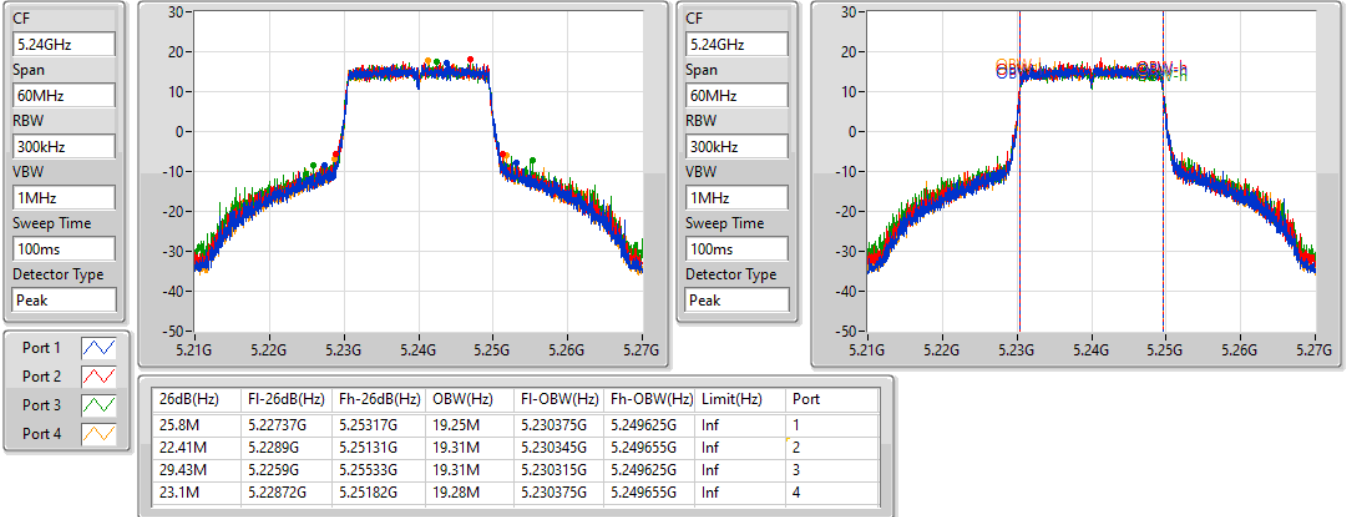 CF
5.24GHz
Span
60MHz
RBW
300kHz
VBW
1MHz
Sweep Time
100ms
Detector Type
Peak
30
20
10
0
-10
-20
-30
-40
-50
5.21G 5.22G 5.23G 5.24G 5.25G 5.26G 5.27G
CF
5.24GHz
Span
60MHz
RBW
300kHz
VBW
1MHz
Sweep Time
100ms
Detector Type
Peak
30
20
10
0
-10
-20
-30
-40
-50
OBW-h
5.21G 5.22G 5.23G 5.24G 5.25G 5.26G 5.27G
Port 1
Port 2
Port 3
Port 4
26dB(Hz) Fl-26dB(Hz) Fh-26dB(Hz) OBW(Hz) Fl-OBW(Hz) Fh-OBW(Hz) Limit(Hz) Port
25.8M 5.22737G 5.25317G 19.25M 5.230375G 5.249625G Inf 1
22.41M 5.2289G 5.25131G 19.31M 5.230345G 5.249655G Inf 2
29.43M 5.2259G 5.25533G 19.31M 5.230315G 5.249625G Inf 3
23.1M 5.22872G 5.25182G 19.28M 5.230375G 5.249655G Inf 4